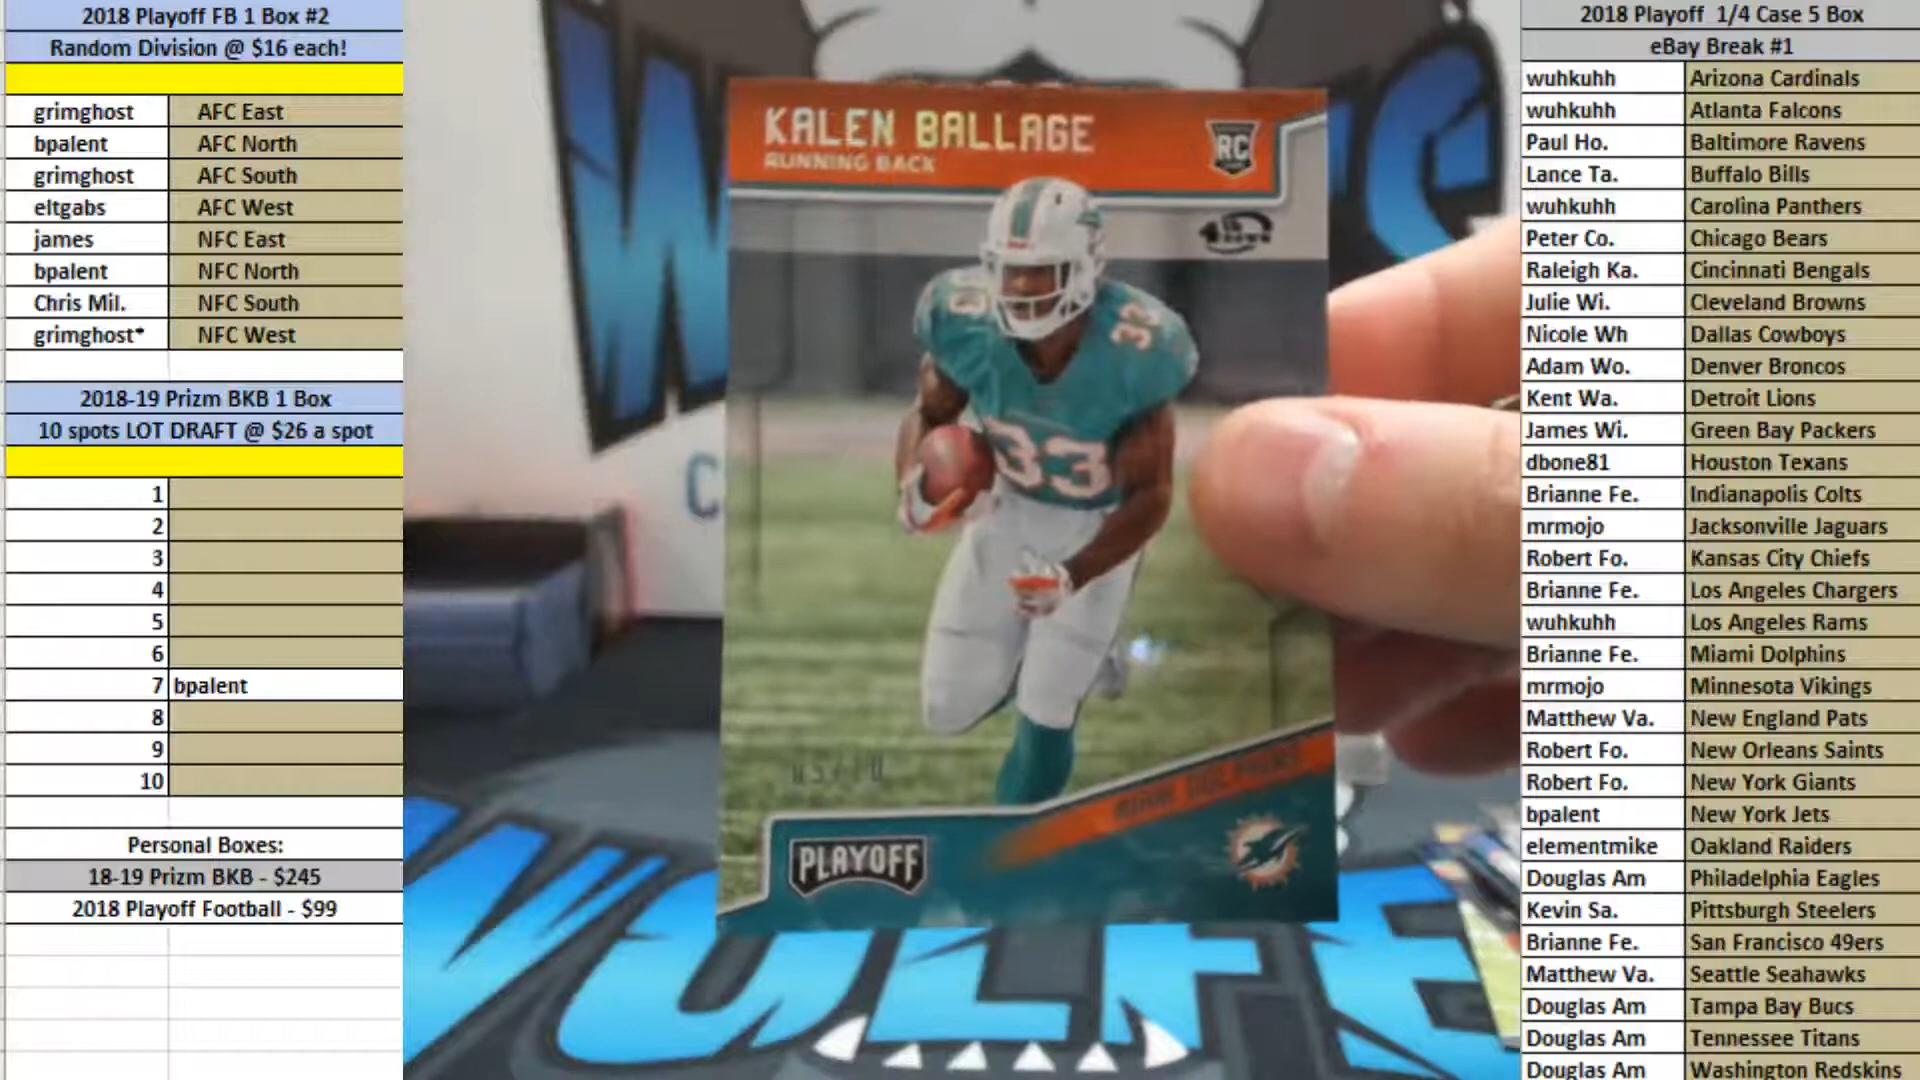 2018 Playoff FB 1 Box #2
Random Division @ $16 each!
grimghost AFC East
bpalent AFC North
grimghost AFC South
eltgabs AFC West
james NFC East
bpalent NFC North
Chris Mil. NFC South
grimghost* NFC West
2018-19 Prizm BKB 1 Box
10 spots LOT DRAFT @ $26 a spot
1
2
3
4
5
6
7 bpalent
8
9
10
Personal Boxes:
18-19 Prizm BKB - $245
2018 Playoff Football - $99
KALEN BALLAGE
RUNNING BACK
RC
33
33
PLAYOFF
2018 Playoff 1/4 Case 5 Box
eBay Break #1
wuhkuhh Arizona Cardinals
wuhkuhh Atlanta Falcons
Paul Ho. Baltimore Ravens
Lance Ta. Buffalo Bills
wuhkuhh Carolina Panthers
Peter Co. Chicago Bears
Raleigh Ka. Cincinnati Bengals
Julie Wi. Cleveland Browns
Nicole Wh Dallas Cowboys
Adam Wo. Denver Broncos
Kent Wa. Detroit Lions
James Wi. Green Bay Packers
dbone81 Houston Texans
Brianne Fe. Indianapolis Colts
mrmojo Jacksonville Jaguars
Robert Fo. Kansas City Chiefs
Brianne Fe. Los Angeles Chargers
wuhkuhh Los Angeles Rams
Brianne Fe. Miami Dolphins
mrmojo Minnesota Vikings
Matthew Va. New England Pats
Robert Fo. New Orleans Saints
Robert Fo. New York Giants
bpalent New York Jets
elementmike Oakland Raiders
Douglas Am Philadelphia Eagles
Kevin Sa. Pittsburgh Steelers
Brianne Fe. San Francisco 49ers
Matthew Va. Seattle Seahawks
Douglas Am Tampa Bay Bucs
Douglas Am Tennessee Titans
Douglas Am Washington Redskins